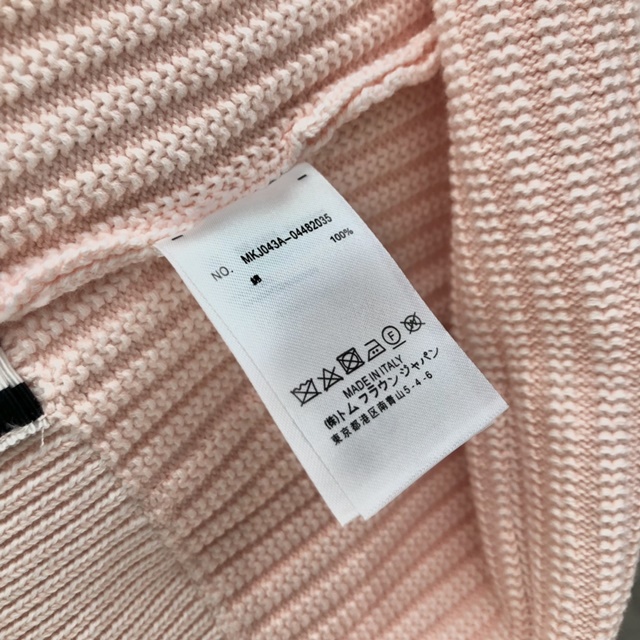 NO. MKJ043A-04482035
綿 100%
MADE IN ITALY
(株)トム ブラウン ジャパン
東京都港区南青山5-4-6